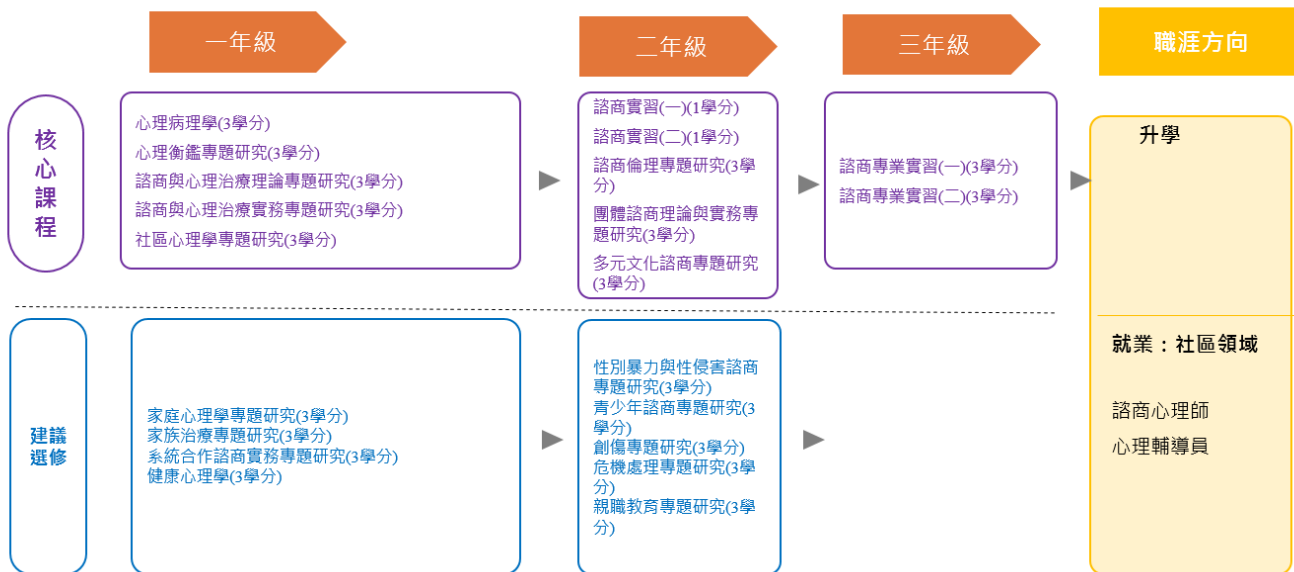 一年級
二年級
三年級
職涯方向
核
心
課
程
心理病理學(3學分)
心理衡鑑專題研究(3學分)
諮商與心理治療理論專題研究(3學分)
諮商與心理治療實務專題研究(3學分)
社區心理學專題研究(3學分)
諮商實習(一)(1學分)
諮商實習(二)(1學分)
諮商倫理專題研究(3學
分)
團體諮商理論與實務專
題研究(3學分)
多元文化諮商專題研究
(3學分)
諮商專業實習(一)(3學分)
諮商專業實習(二)(3學分)
升學
建議
選修
家庭心理學專題研究(3學分)
家族治療專題研究(3學分)
系統合作諮商實務專題研究(3學分)
健康心理學(3學分)
性別暴力與性侵害諮商
專題研究(3學分)
青少年諮商專題研究(3
學分)
創傷專題研究(3學分)
危機處理專題研究(3學
分)
親職教育專題研究(3學
分)
就業：社區領域
諮商心理師
心理輔導員